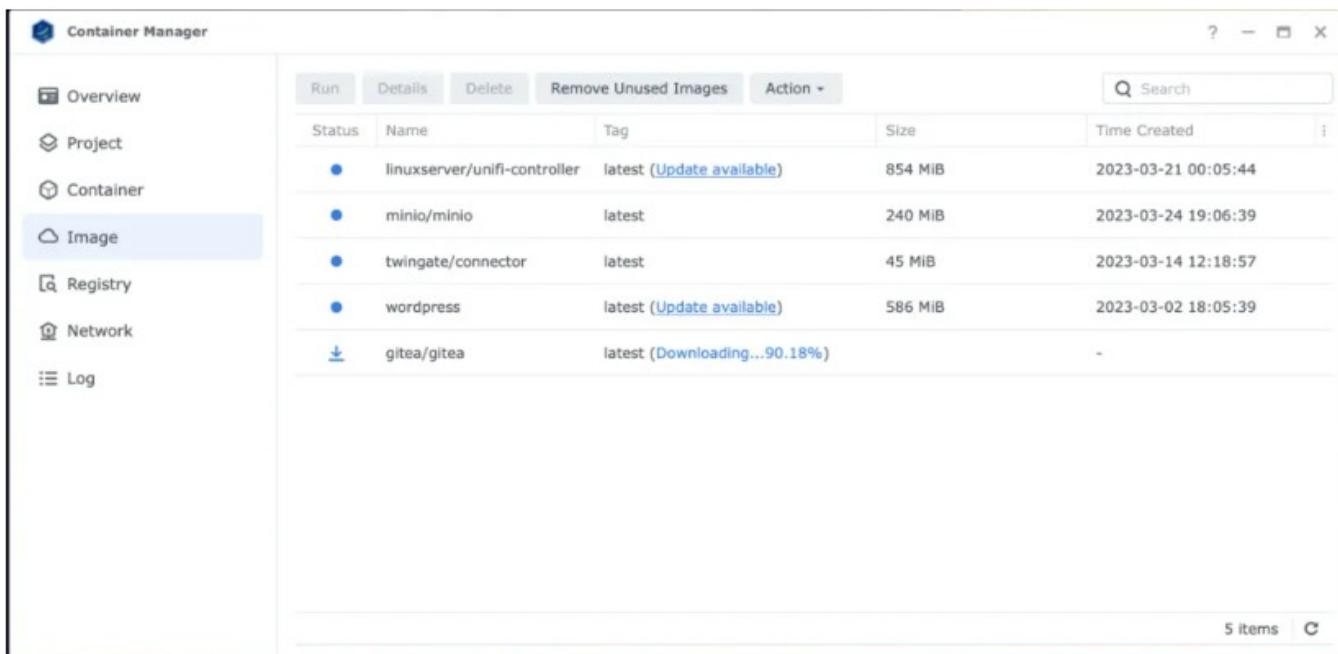 Container Manager
?
Overview
Project
Container
Image
Registry
Network
Log
Run Details Delete Remove Unused Images Action Search
Status Name Tag Size Time Created
linuxserver/unifi-controller latest (Update available) 854 MiB 2023-03-21 00:05:44
minio/minio latest 240 MiB 2023-03-24 19:06:39
twingate/connector latest 45 MiB 2023-03-14 12:18:57
wordpress latest (Update available) 586 MiB 2023-03-02 18:05:39
gitea/gitea latest (Downloading...90.18%) -
5 items